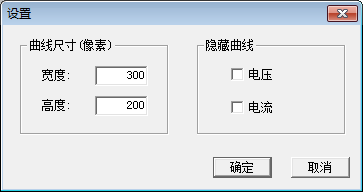 设置
曲线尺寸(像素)
宽度: 300
高度: 200
隐藏曲线
电压
电流
确定 取消